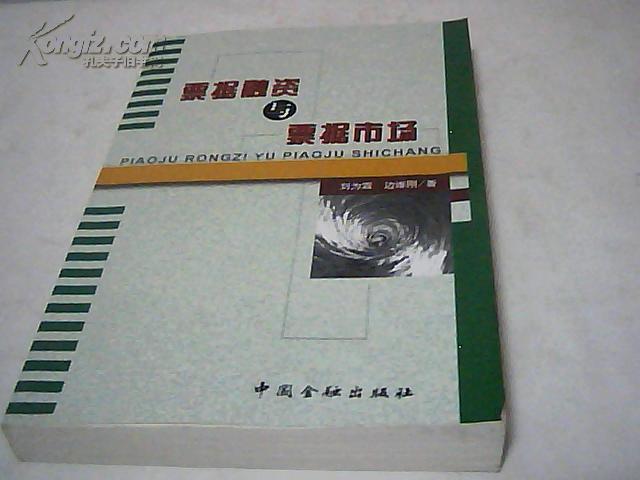 Kongfz.com
孔夫子旧书网
票据融资
与
票据市场
PIAOJU RONGZI YU PIAOJU SHICHANG
刘为霖 边维刚/著
中国金融出版社